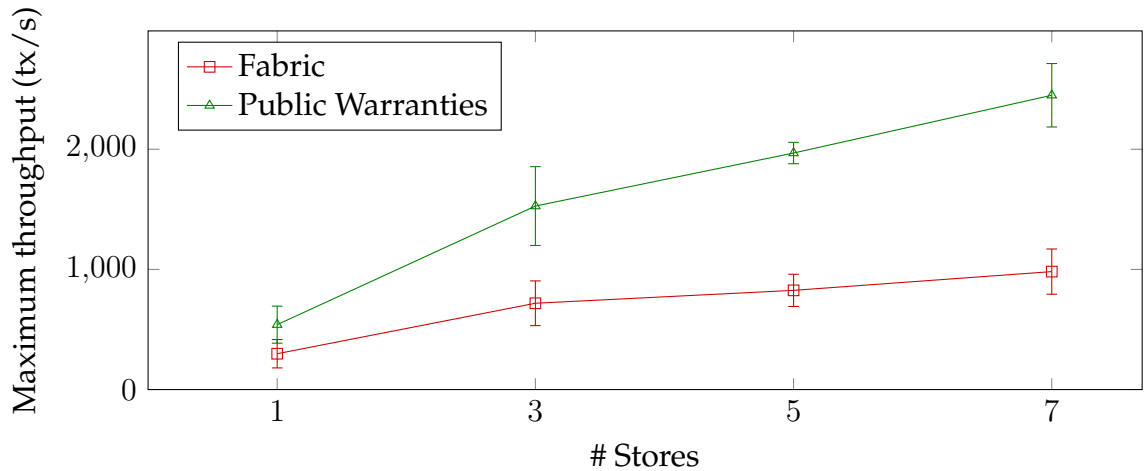 Maximum throughput (tx/s)
Fabric
Public Warranties
2,000
1,000
0
1 3 5 7
# Stores